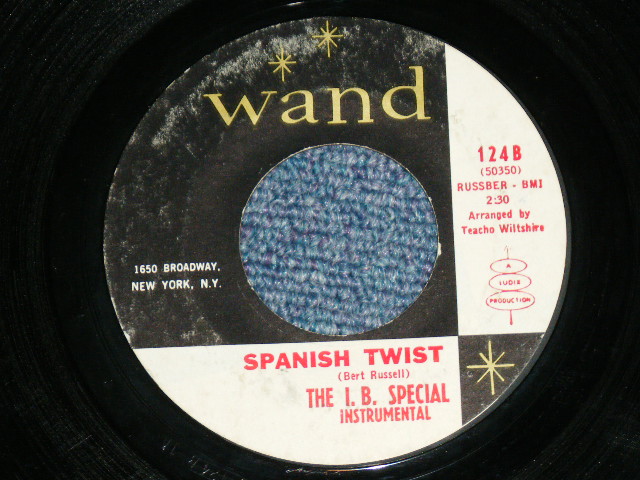 wand
124B
(50350)
RUSSBER - BMI
2:30
Arranged by
Teacho Wiltshire
1650 BROADWAY,
NEW YORK, N.Y.
A
LUDIX
PRODUCTION
SPANISH TWIST
(Bert Russell)
THE I. B. SPECIAL
INSTRUMENTAL